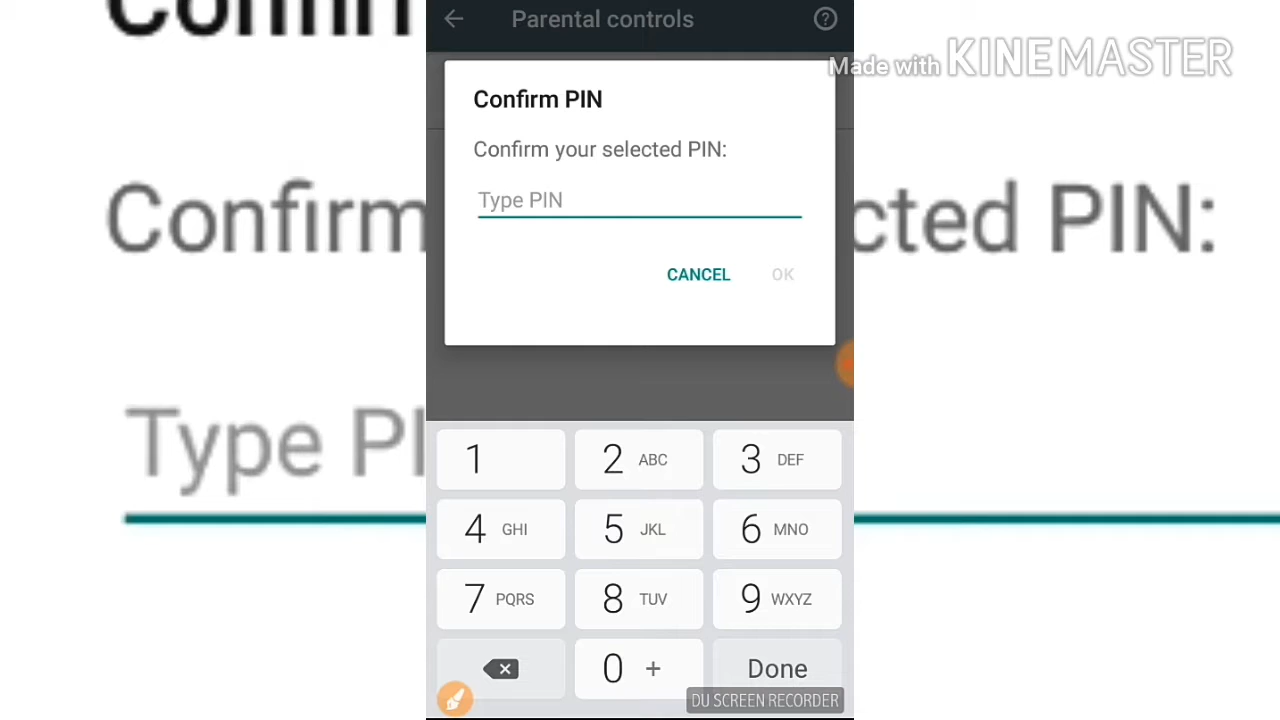 Confirm
Parental controls
Made with KINEMASTER
Confirm PIN
Confirm your selected PIN:
Type PIN
CANCEL OK
Confirm
cted PIN:
Type PI
1
2 ABC
3 DEF
4 GHI
5 JKL
6 MNO
7 PQRS
8 TUV
9 WXYZ
0 +
Done
DU SCREEN RECORDER